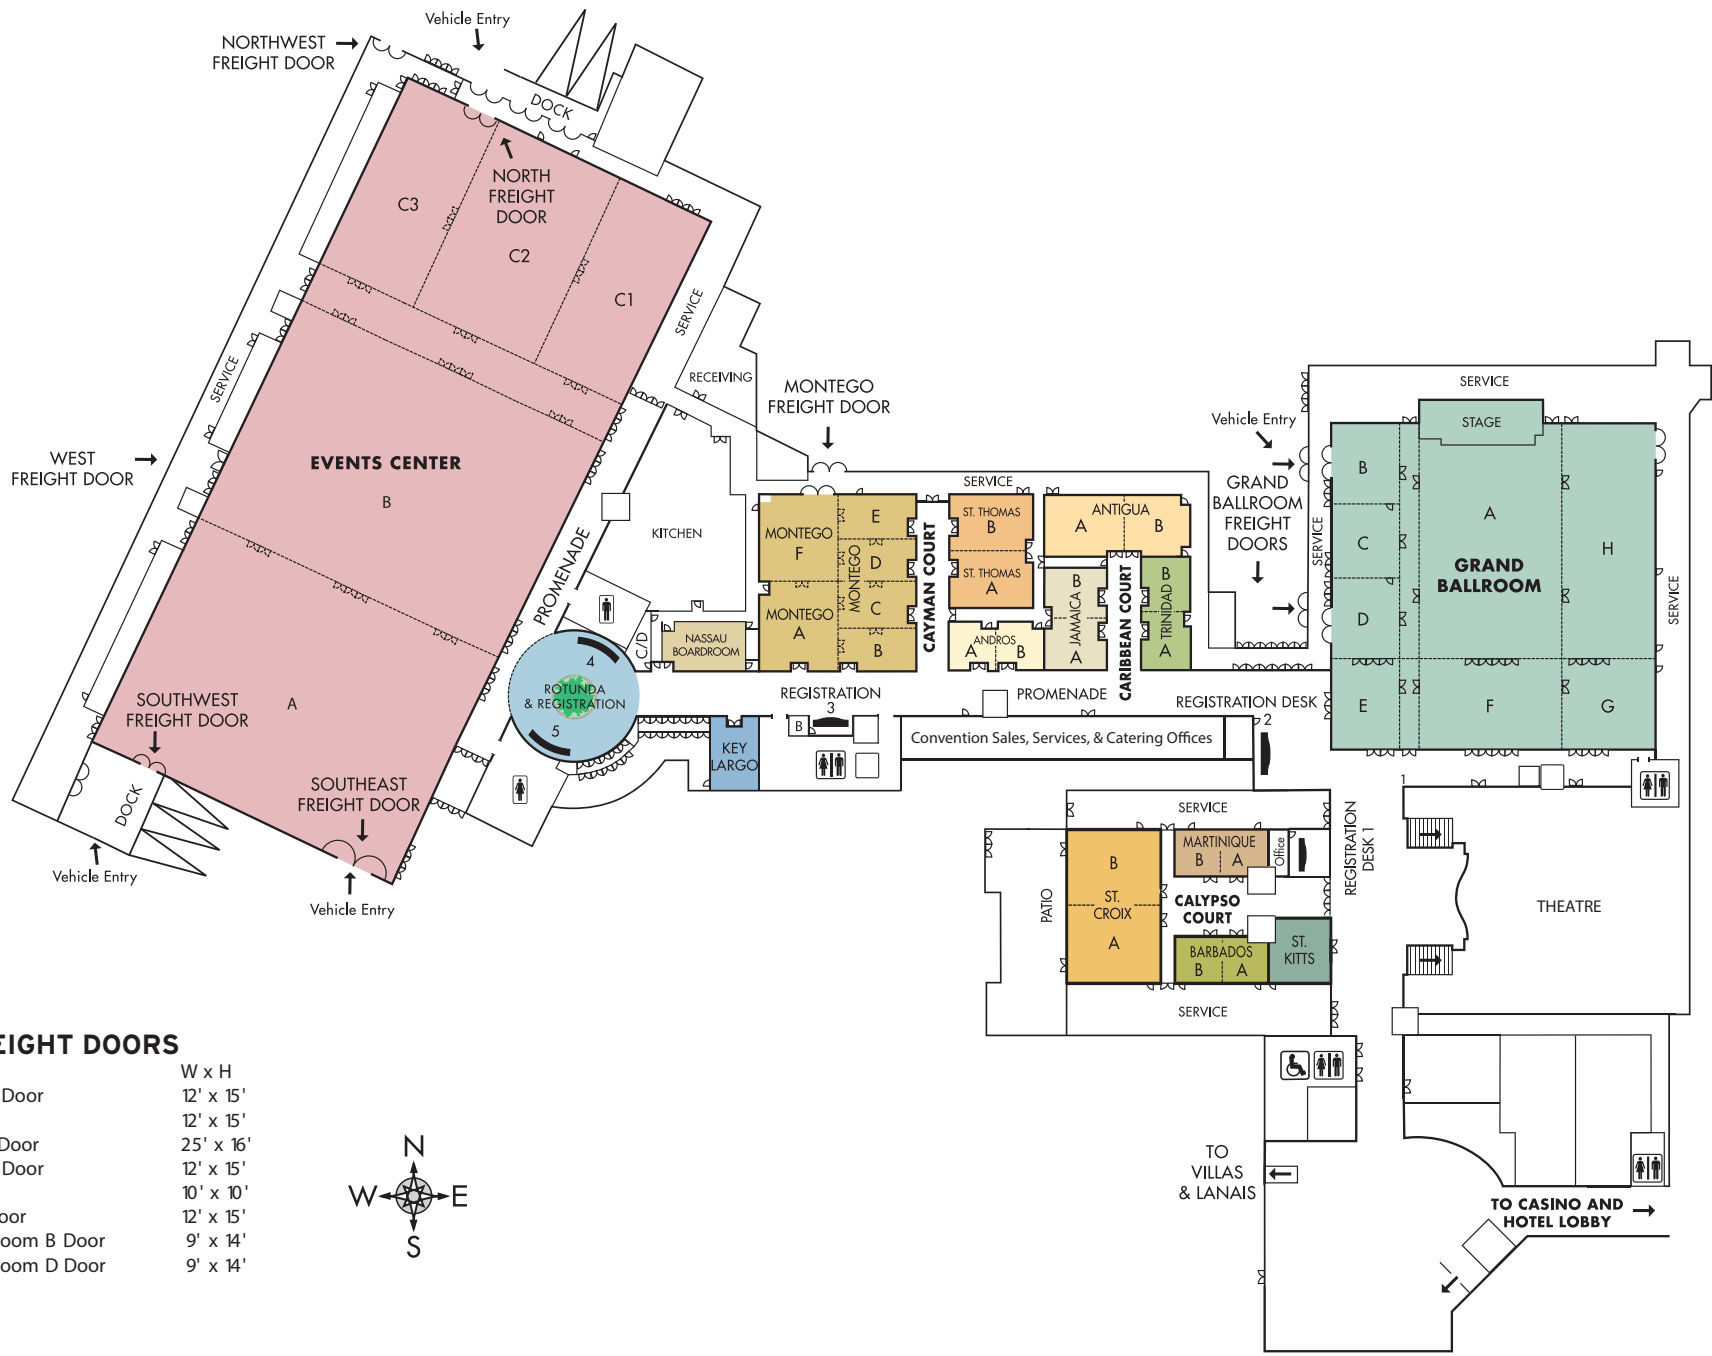 Vehicle Entry
NORTHWEST
FREIGHT DOOR
DOCK
NORTH
FREIGHT
DOOR
C3
C2
C1
SERVICE
SERVICE
RECEIVING
MONTEGO
FREIGHT DOOR
WEST
FREIGHT DOOR
EVENTS CENTER
B
A
KITCHEN
PROMENADE
C/D
NASSAU
BOARDROOM
4
ROTUNDA
& REGISTRATION
5
SOUTHWEST
FREIGHT DOOR
SOUTHEAST
FREIGHT DOOR
DOCK
Vehicle Entry
Vehicle Entry
MONTEGO
F
MONTEGO
A
MONTEGO
E
D
C
B
CAYMAN COURT
SERVICE
ST. THOMAS
B
ST. THOMAS
A
ANDROS
A
B
ANTIGUA
A
B
B
JAMAICA
A
CARIBBEAN COURT
B
TRINIDAD
A
REGISTRATION
3
PROMENADE
REGISTRATION DESK
2
KEY
LARGO
B
Convention Sales, Services, & Catering Offices
Vehicle Entry
GRAND
BALLROOM
FREIGHT
DOORS
SERVICE
SERVICE
SERVICE
STAGE
B
C
D
E
A
GRAND
BALLROOM
H
F
G
1
REGISTRATION
DESK 1
THEATRE
SERVICE
PATIO
B
ST.
CROIX
A
MARTINIQUE
B
A
Office
CALYPSO
COURT
BARBADOS
B
A
ST.
KITTS
SERVICE
TO
VILLAS
& LANAIS
TO CASINO AND
HOTEL LOBBY
EIGHT DOORS
W x H
Door 12' x 15'
12' x 15'
Door 25' x 16'
Door 12' x 15'
10' x 10'
oor 12' x 15'
oom B Door 9' x 14'
oom D Door 9' x 14'
N
W E
S